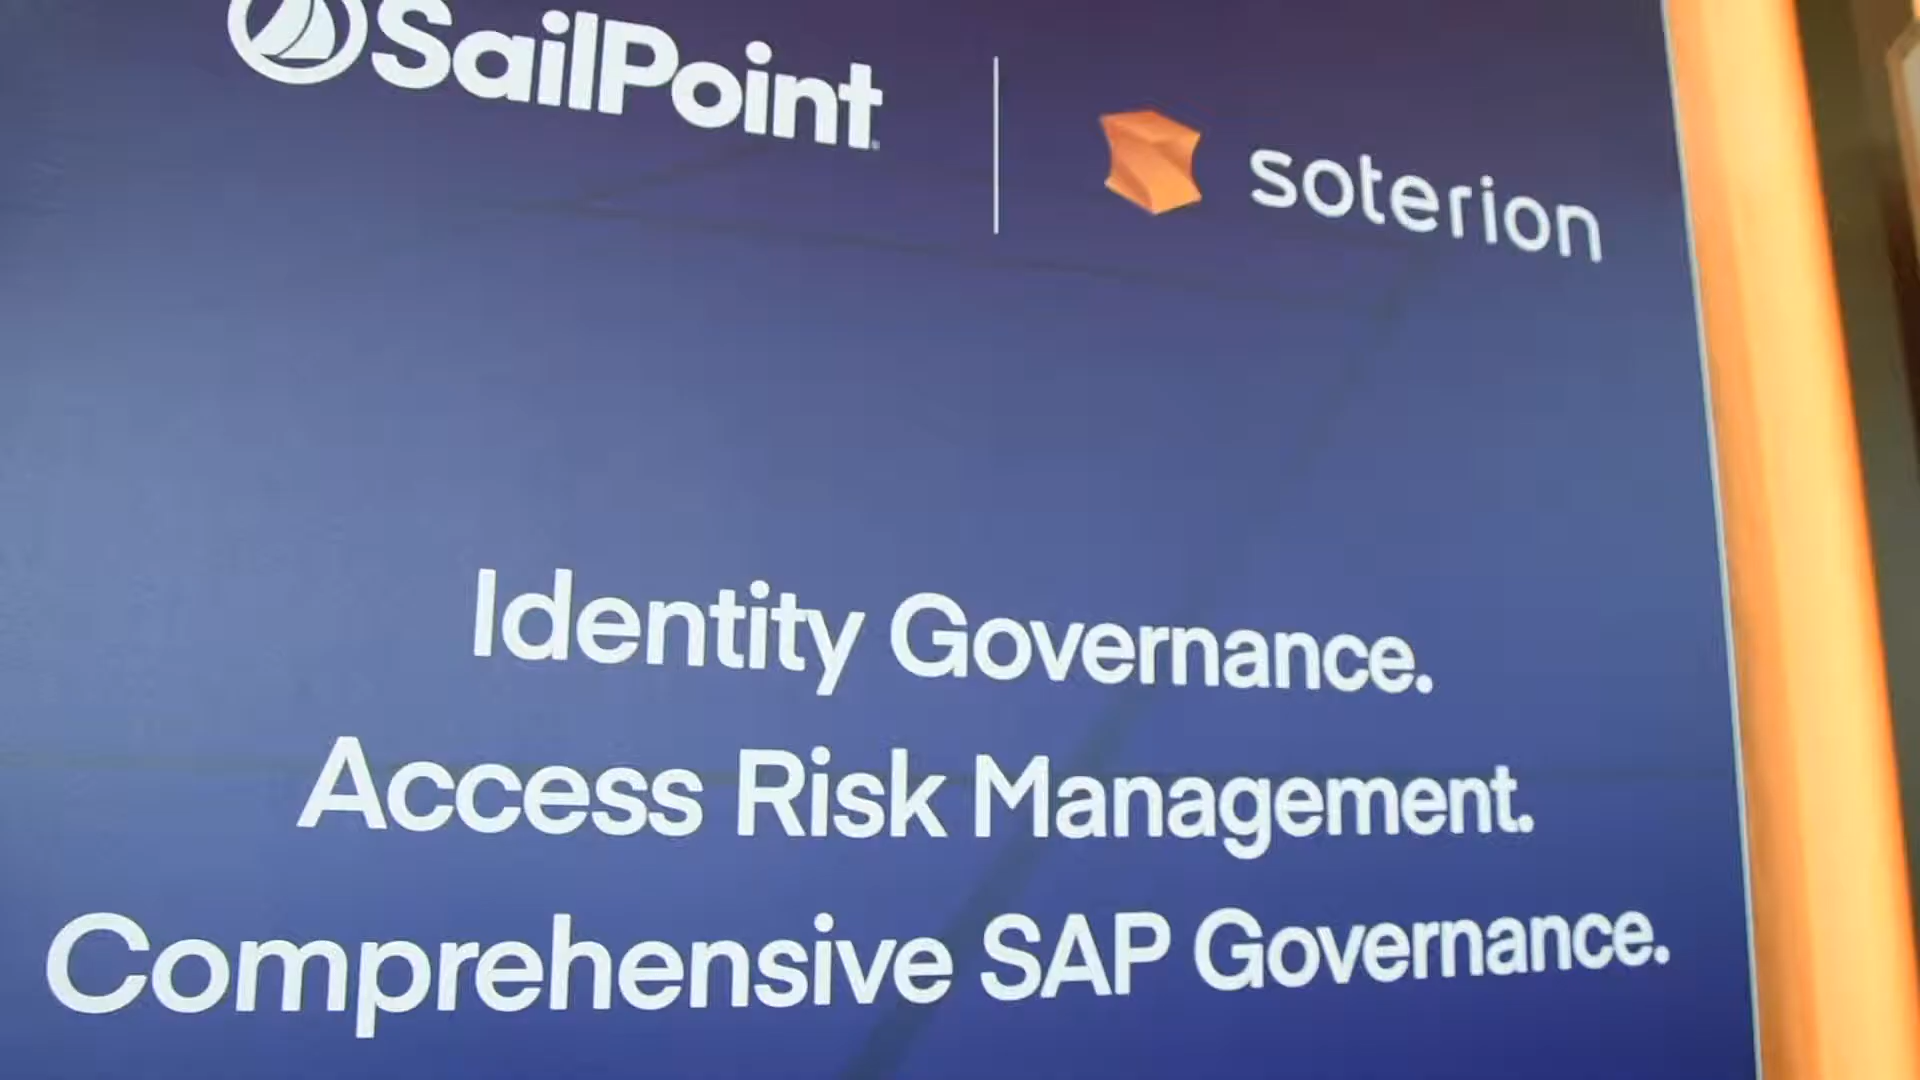 SailPoint
soterion
Identity Governance.
Access Risk Management.
Comprehensive SAP Governance.